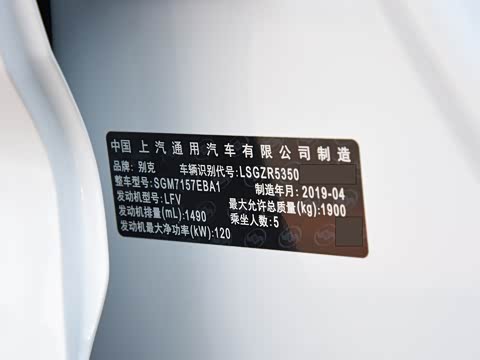 中国 上汽通用汽车有限公司制造
品牌: 别克 车辆识别代号:LSGZR5350
整车型号:SGM7157EBA1 制造年月: 2019-04
发动机型号: LFV 最大允许总质量(kg):1900
发动机排量(mL):1490 乘坐人数:5
发动机最大净功率(kW):120